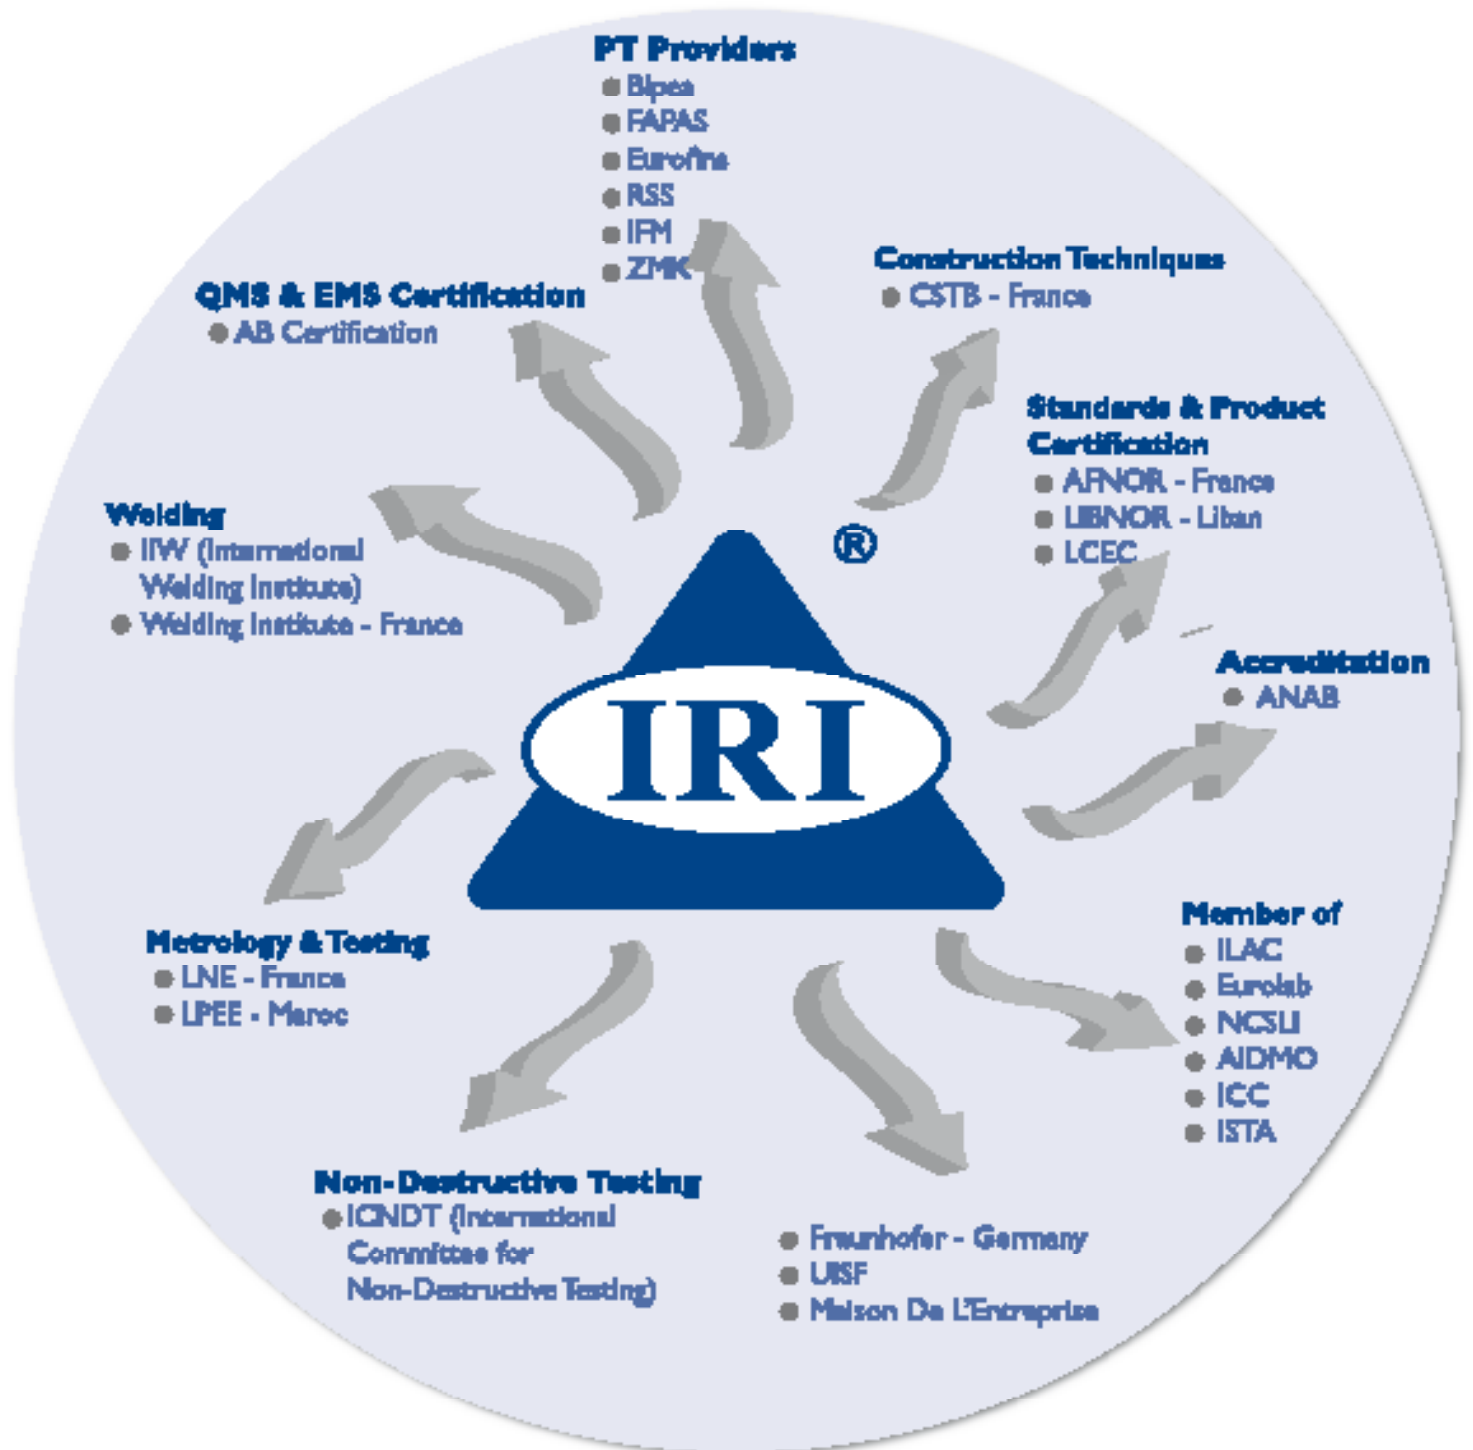 PT Providers
Bipea
FAPAS
Eurofins
RSS
IFM
ZMK
Construction Techniques
CSTB - France
QMS & EMS Certification
AB Certification
Standards & Product
Certification
AFNOR - France
LIBNOR - Liban
LCEC
Welding
IIW (International
Welding Institute)
Welding Institute - France
®
IRI
Accreditation
ANAB
Metrology & Testing
LNE - France
LPEE - Maroc
Member of
ILAC
Eurolab
NCSLI
AIDMO
ICC
ISTA
Non-Destructive Testing
ICNDT (International
Committee for
Non-Destructive Testing)
Fraunhofer - Germany
UISF
Maison De L'Entreprise